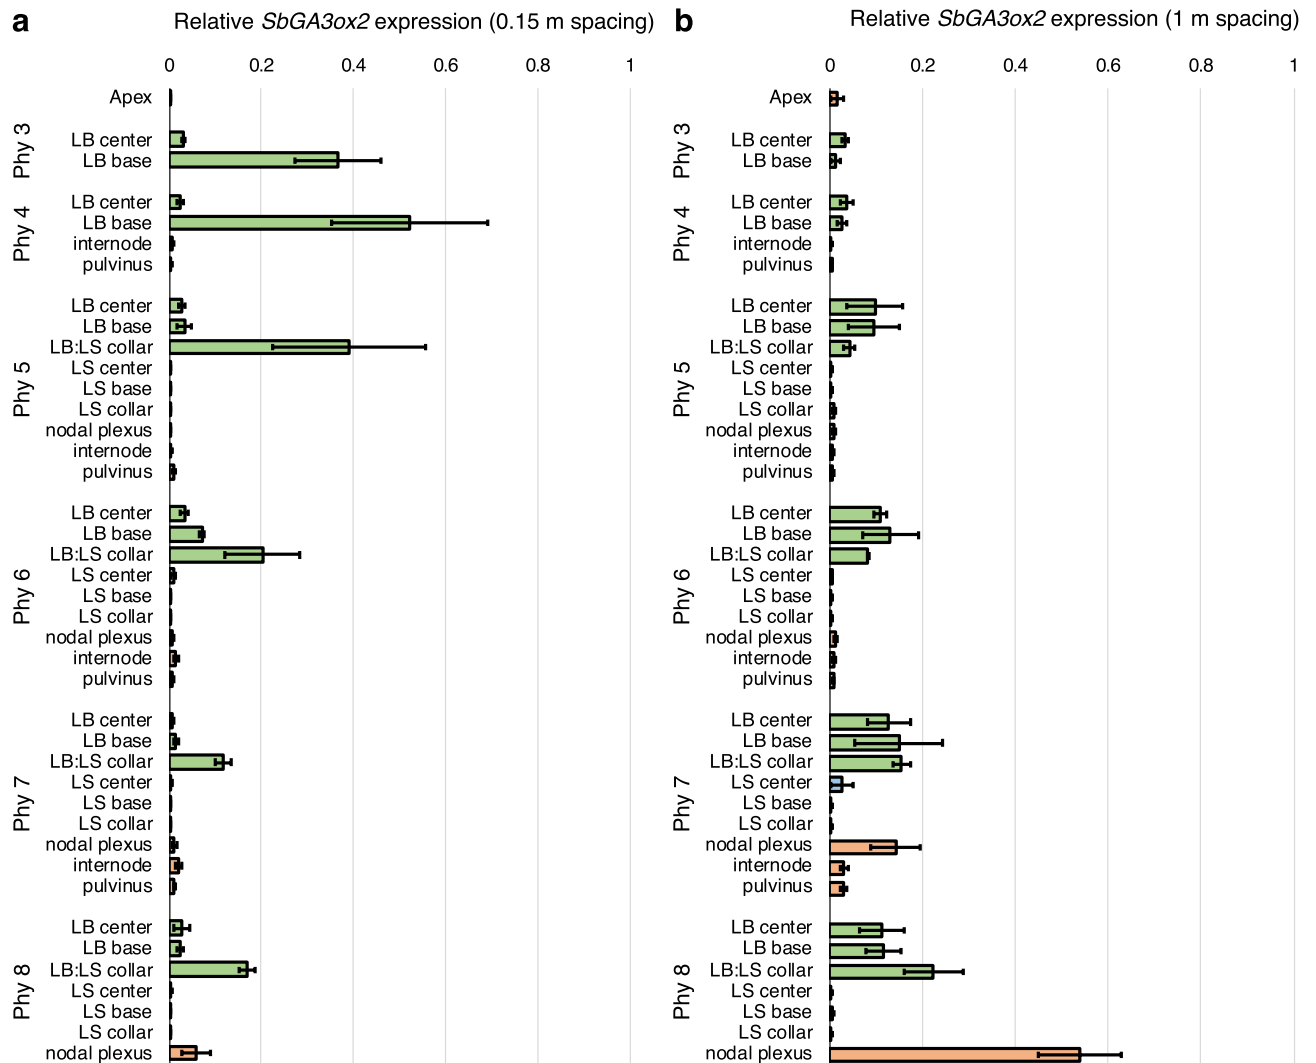 a
Relative SbGA3ox2 expression (0.15 m spacing)
0 0.2 0.4 0.6 0.8 1
Apex
Phy 3
LB center
LB base
Phy 4
LB center
LB base
internode
pulvinus
Phy 5
LB center
LB base
LB:LS collar
LS center
LS base
LS collar
nodal plexus
internode
pulvinus
Phy 6
LB center
LB base
LB:LS collar
LS center
LS base
LS collar
nodal plexus
internode
pulvinus
Phy 7
LB center
LB base
LB:LS collar
LS center
LS base
LS collar
nodal plexus
internode
pulvinus
Phy 8
LB center
LB base
LB:LS collar
LS center
LS base
LS collar
nodal plexus
b
Relative SbGA3ox2 expression (1 m spacing)
0 0.2 0.4 0.6 0.8 1
Apex
Phy 3
LB center
LB base
Phy 4
LB center
LB base
internode
pulvinus
Phy 5
LB center
LB base
LB:LS collar
LS center
LS base
LS collar
nodal plexus
internode
pulvinus
Phy 6
LB center
LB base
LB:LS collar
LS center
LS base
LS collar
nodal plexus
internode
pulvinus
Phy 7
LB center
LB base
LB:LS collar
LS center
LS base
LS collar
nodal plexus
internode
pulvinus
Phy 8
LB center
LB base
LB:LS collar
LS center
LS base
LS collar
nodal plexus